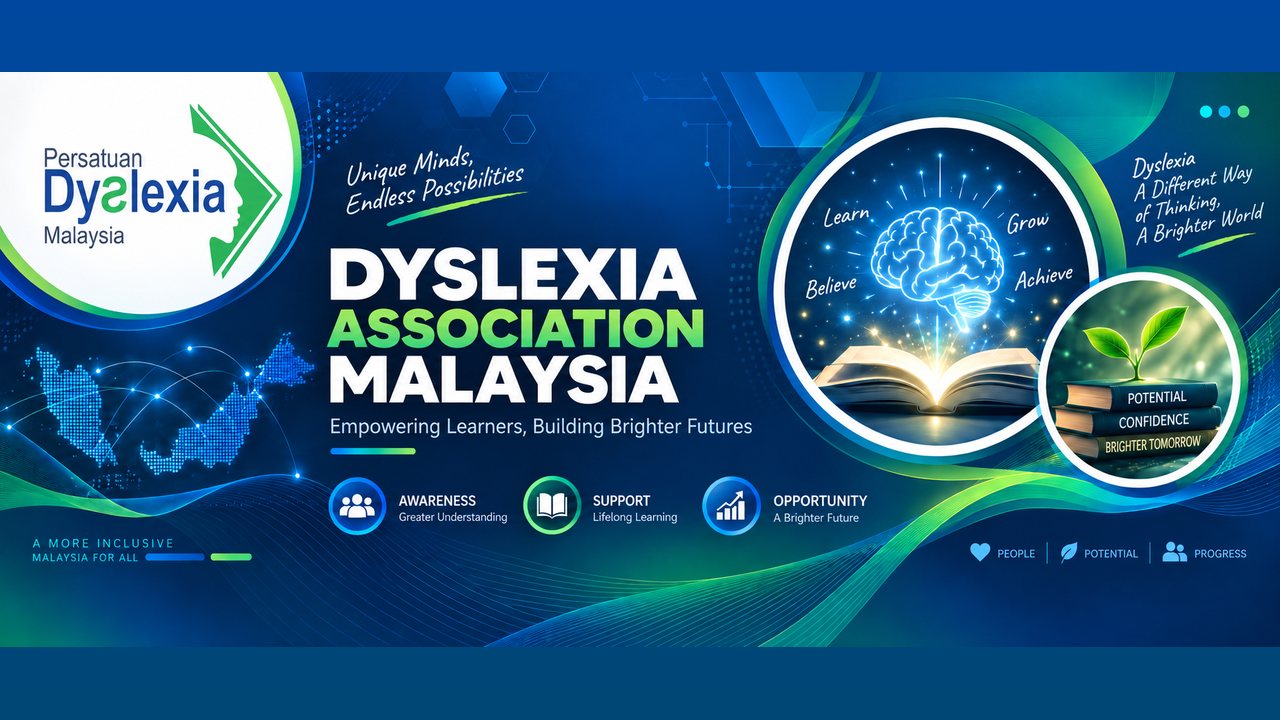 Persatuan
Dyslexia
Malaysia
Unique Minds,
Endless Possibilities
DYSLEXIA
ASSOCIATION
MALAYSIA
Empowering Learners, Building Brighter Futures
AWARENESS
Greater Understanding
SUPPORT
Lifelong Learning
OPPORTUNITY
A Brighter Future
A MORE INCLUSIVE
MALAYSIA FOR ALL
Learn
Grow
Believe
Achieve
Dyslexia
A Different Way
of Thinking,
A Brighter World
POTENTIAL
CONFIDENCE
BRIGHTER TOMORROW
PEOPLE
POTENTIAL
PROGRESS